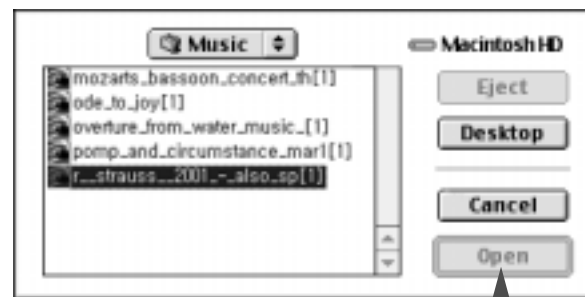 Music
Macintosh HD
mozarts_bassoon_concert_th[1]
ode_to_joy[1]
overture_from_water_music_[1]
pomp_and_circumstance_mar1[1]
r__strauss__2001_-_also_sp[1]
Eject
Desktop
Cancel
Open